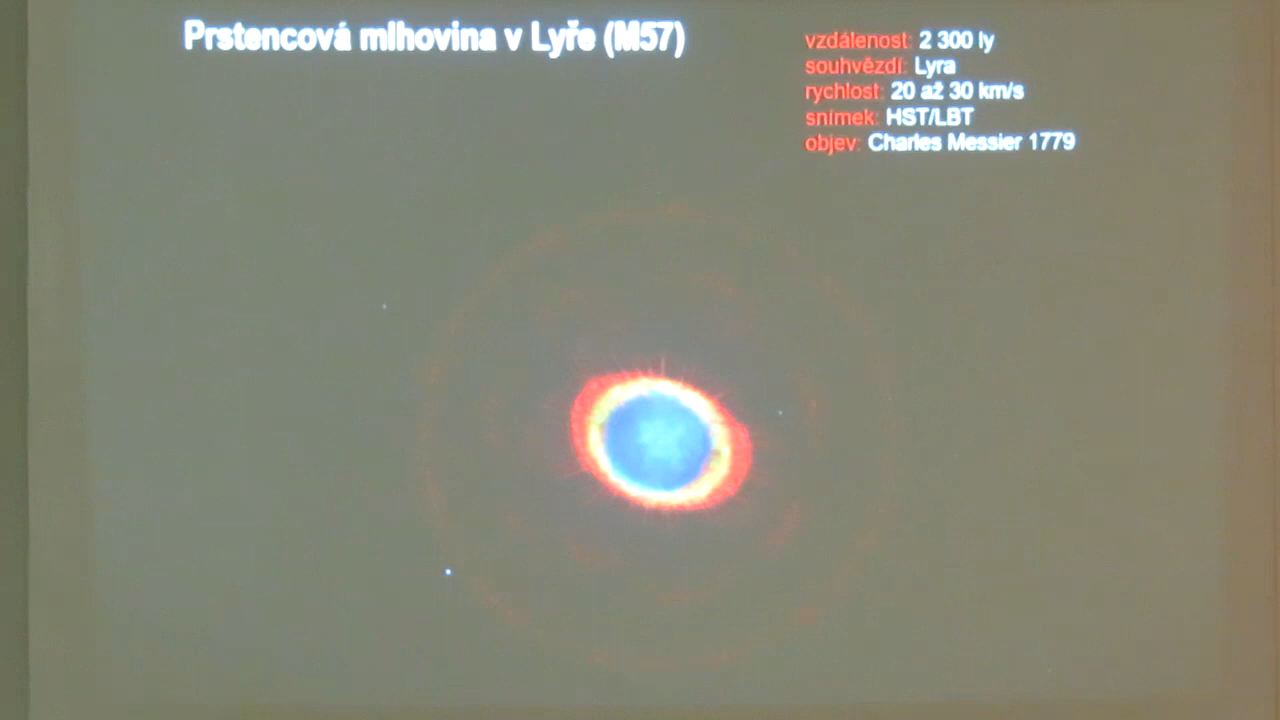 Prstencová mlhovina v Lyře (M57)
vzdálenost: 2 300 ly
souhvězdí: Lyra
rychlost: 20 až 30 km/s
snímek: HST/LBT
objev: Charles Messier 1779